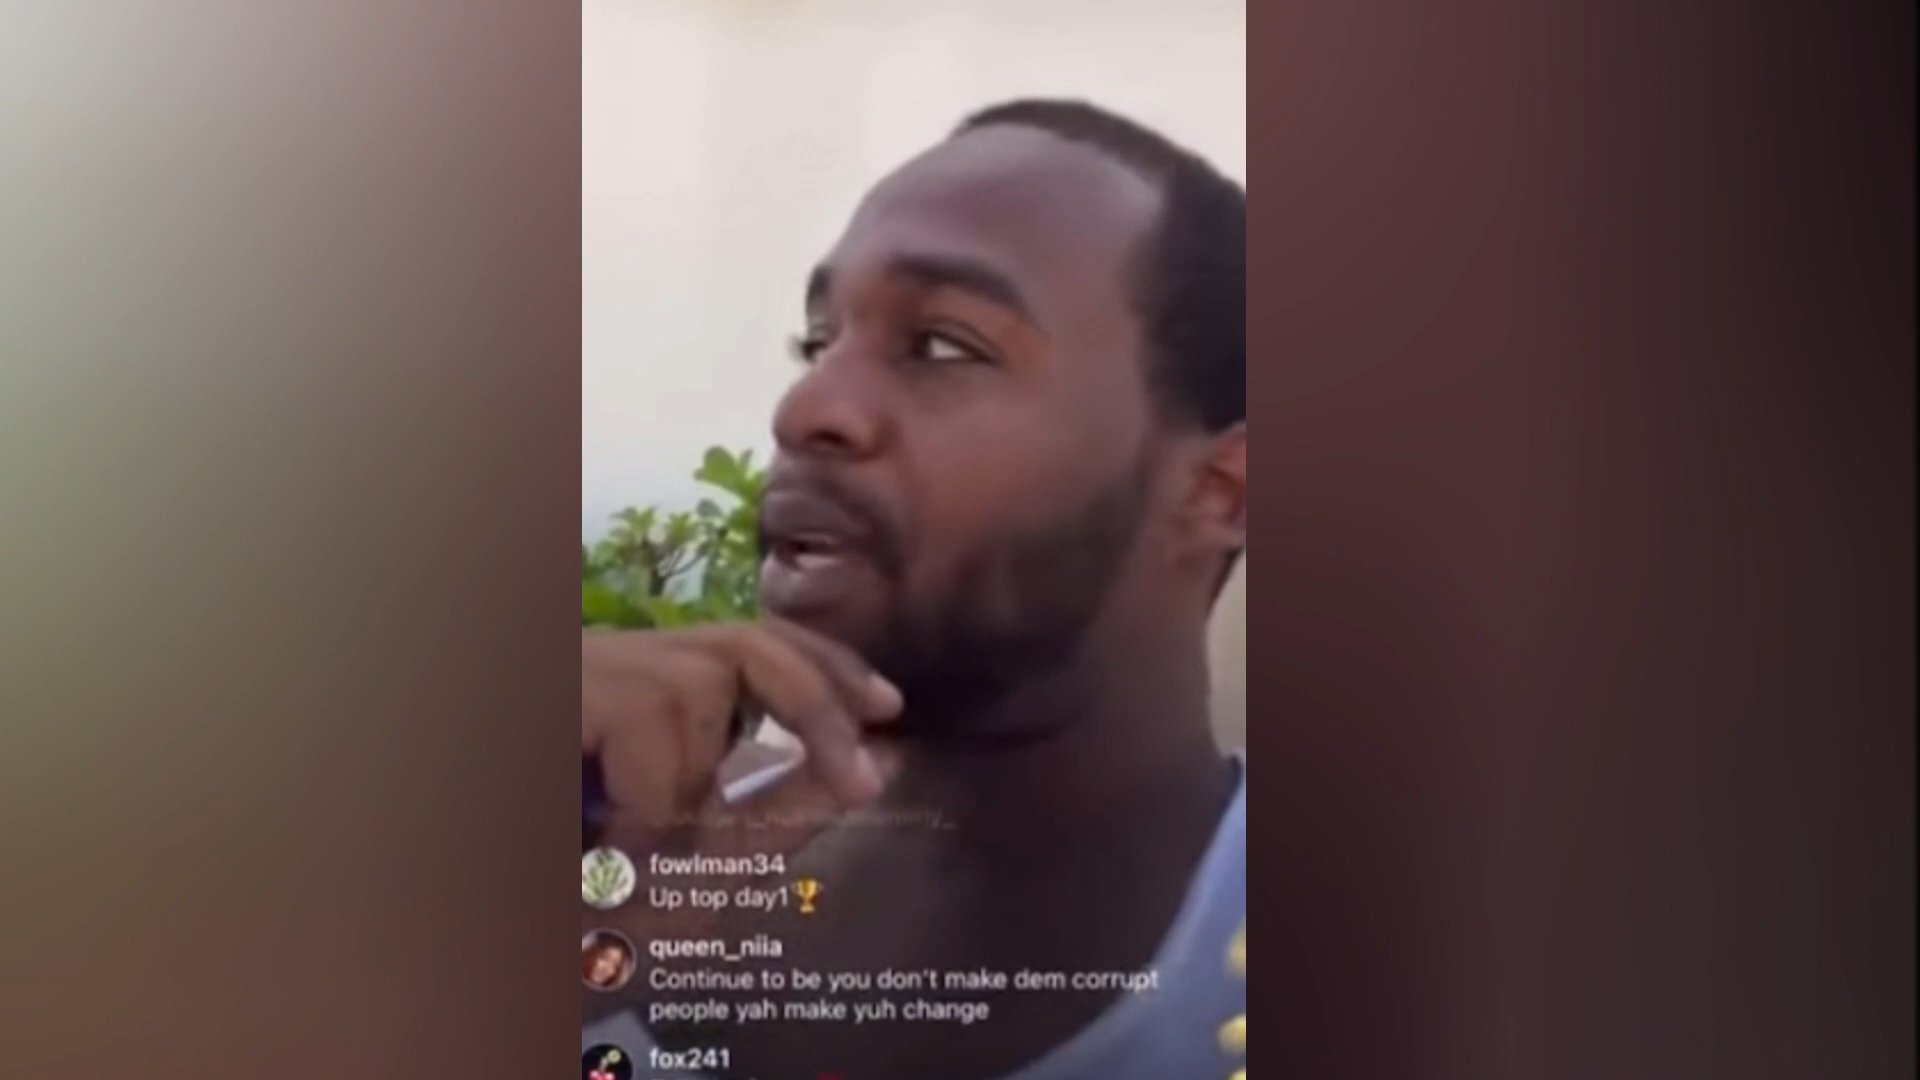 fowlman34
Up top day1🏆
queen_niia
Continue to be you don't make dem corrupt
people yah make yuh change
fox241